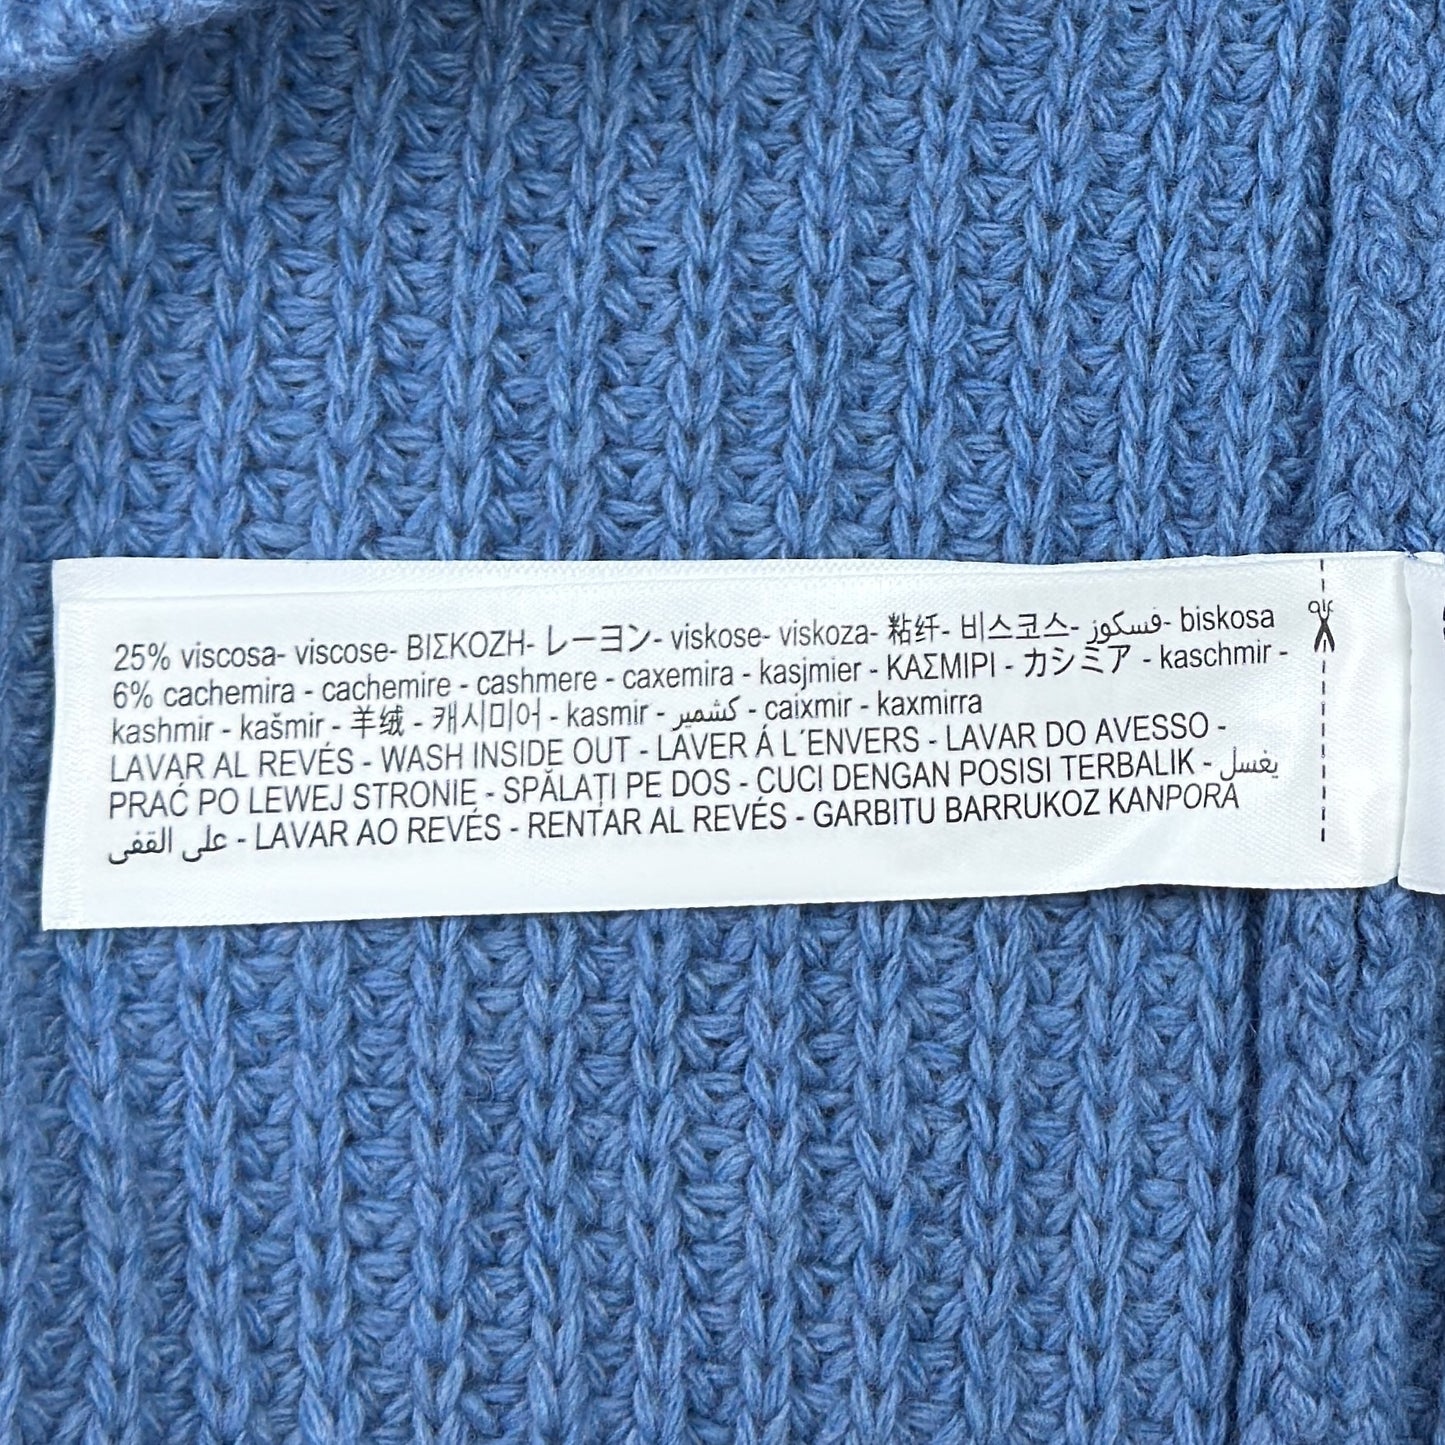 25% viscosa- viscose- ΒΙΣΚΟΖΗ- レーヨン- viskose- viskoza- 粘纤- 비스코스- فسكوز- biskosa
6% cachemira - cachemire - cashmere - caxemira - kasjmier - ΚΑΣΜΙΡΙ - カシミア - kaschmir -
kashmir - kašmir - 羊绒 - 캐시미어 - kasmir - كشمير - caixmir - kaxmirra
LAVAR AL REVÉS - WASH INSIDE OUT - LAVER Á L´ENVERS - LAVAR DO AVESSO -
PRAĆ PO LEWEJ STRONIE - SPĂLAȚI PE DOS - CUCI DENGAN POSISI TERBALIK - يغسل
على القفى - LAVAR AO REVÉS - RENTAR AL REVÉS - GARBITU BARRUKOZ KANPORA